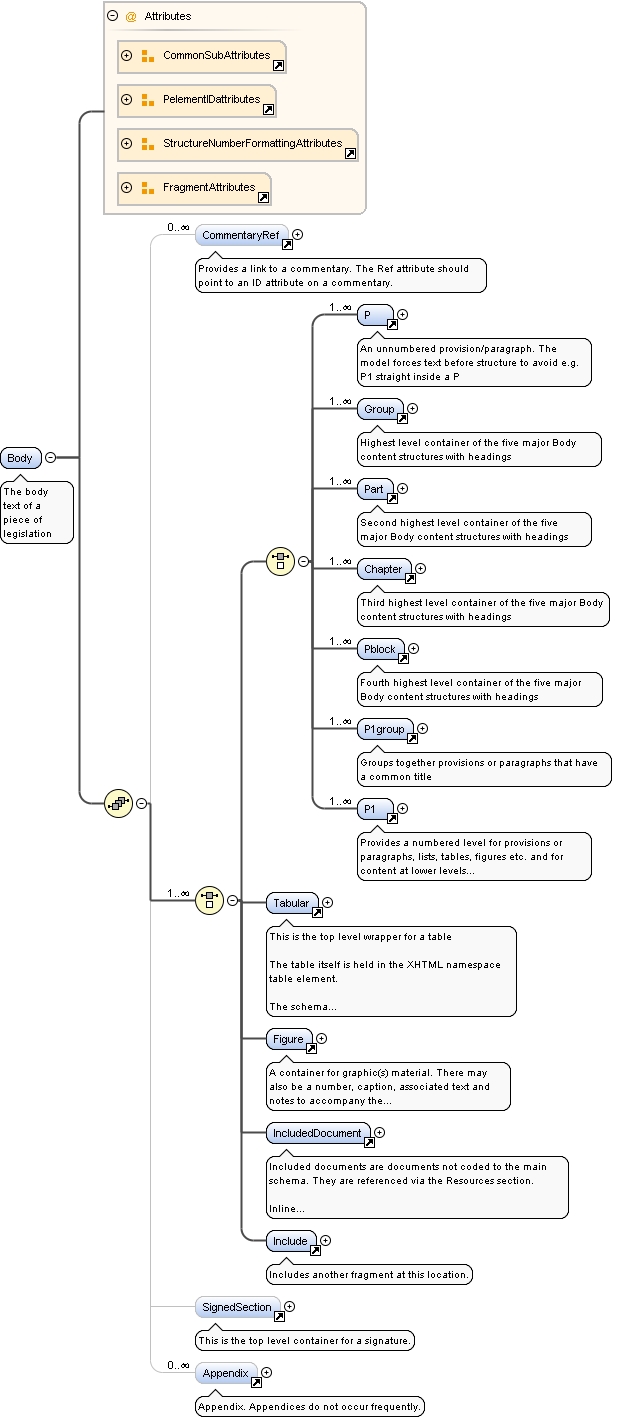 @ Attributes
CommonSubAttributes
PelementIDattributes
StructureNumberFormattingAttributes
FragmentAttributes
0..∞
CommentaryRef
Provides a link to a commentary. The Ref attribute should
point to an ID attribute on a commentary.
1..∞
P
An unnumbered provision/paragraph. The
model forces text before structure to avoid e.g.
P1 straight inside a P
1..∞
Group
Highest level container of the five major Body
content structures with headings
Body
The body
text of a
piece of
legislation
1..∞
Part
Second highest level container of the five
major Body content structures with headings
1..∞
Chapter
Third highest level container of the five major Body
content structures with headings
1..∞
Pblock
Fourth highest level container of the five major
Body content structures with headings
1..∞
P1group
Groups together provisions or paragraphs that have
a common title
1..∞
P1
Provides a numbered level for provisions or
paragraphs, lists, tables, figures etc. and for
content at lower levels...
1..∞
Tabular
This is the top level wrapper for a table
The table itself is held in the XHTML namespace
table element.
The schema...
Figure
A container for graphic(s) material. There may
also be a number, caption, associated text and
notes to accompany the...
IncludedDocument
Included documents are documents not coded to the main
schema. They are referenced via the Resources section.
Inline...
Include
Includes another fragment at this location.
SignedSection
This is the top level container for a signature.
0..∞
Appendix
Appendix. Appendices do not occur frequently.